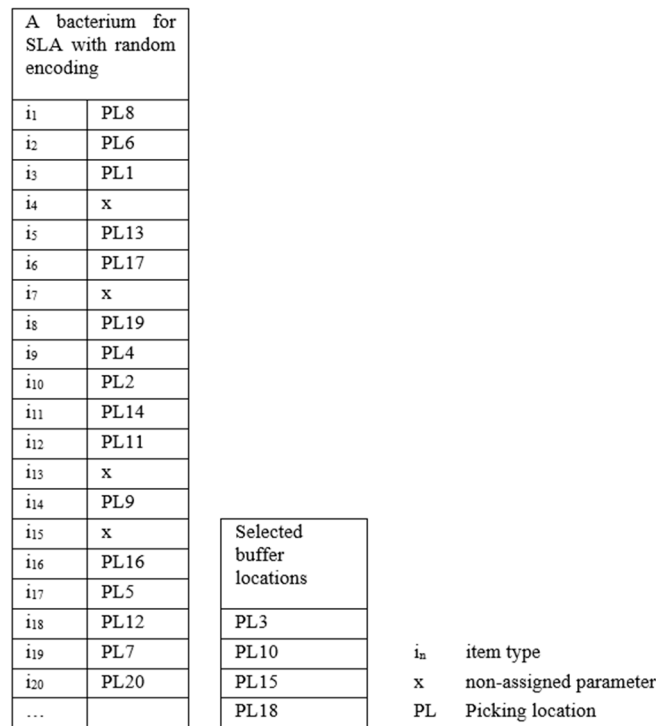 A bacterium for
SLA with random
encoding
i₁ PL8
i₂ PL6
i₃ PL1
i₄ x
i₅ PL13
i₆ PL17
i₇ x
i₈ PL19
i₉ PL4
i₁₀ PL2
i₁₁ PL14
i₁₂ PL11
i₁₃ x
i₁₄ PL9
i₁₅ x
i₁₆ PL16
i₁₇ PL5
i₁₈ PL12
i₁₉ PL7
i₂₀ PL20
...
Selected
buffer
locations
PL3
PL10
PL15
PL18
iₙ item type
x non-assigned parameter
PL Picking location